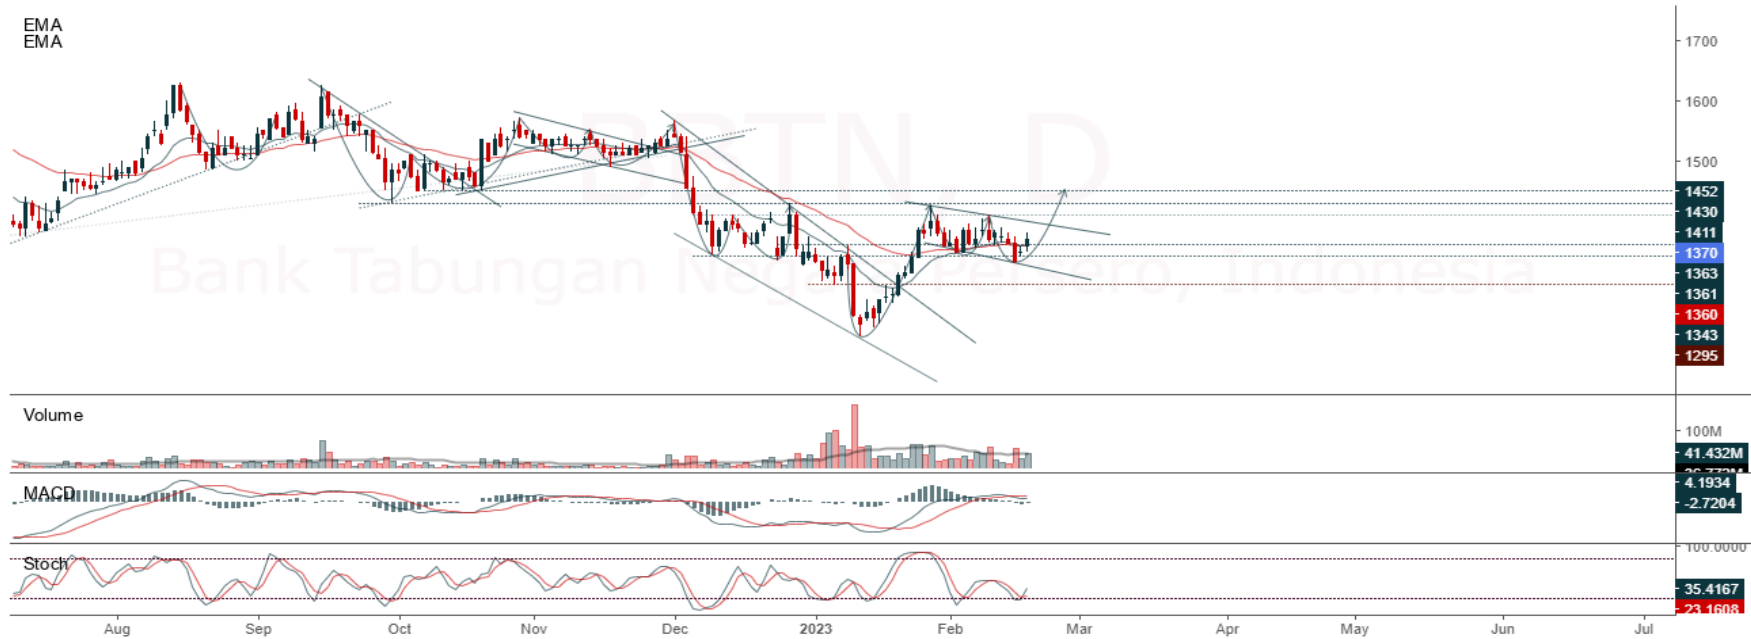 EMA
EMA
BBTN, D
Bank Tabungan Negara Persero, Indonesia
1700
1600
1500
1452
1430
1411
1370
1363
1361
1360
1343
1295
Volume
100M
41.432M
MACD
4.1934
-2.7204
Stoch
100.0000
35.4167
23.1608
Aug
Sep
Oct
Nov
Dec
2023
Feb
Mar
Apr
May
Jun
Jul